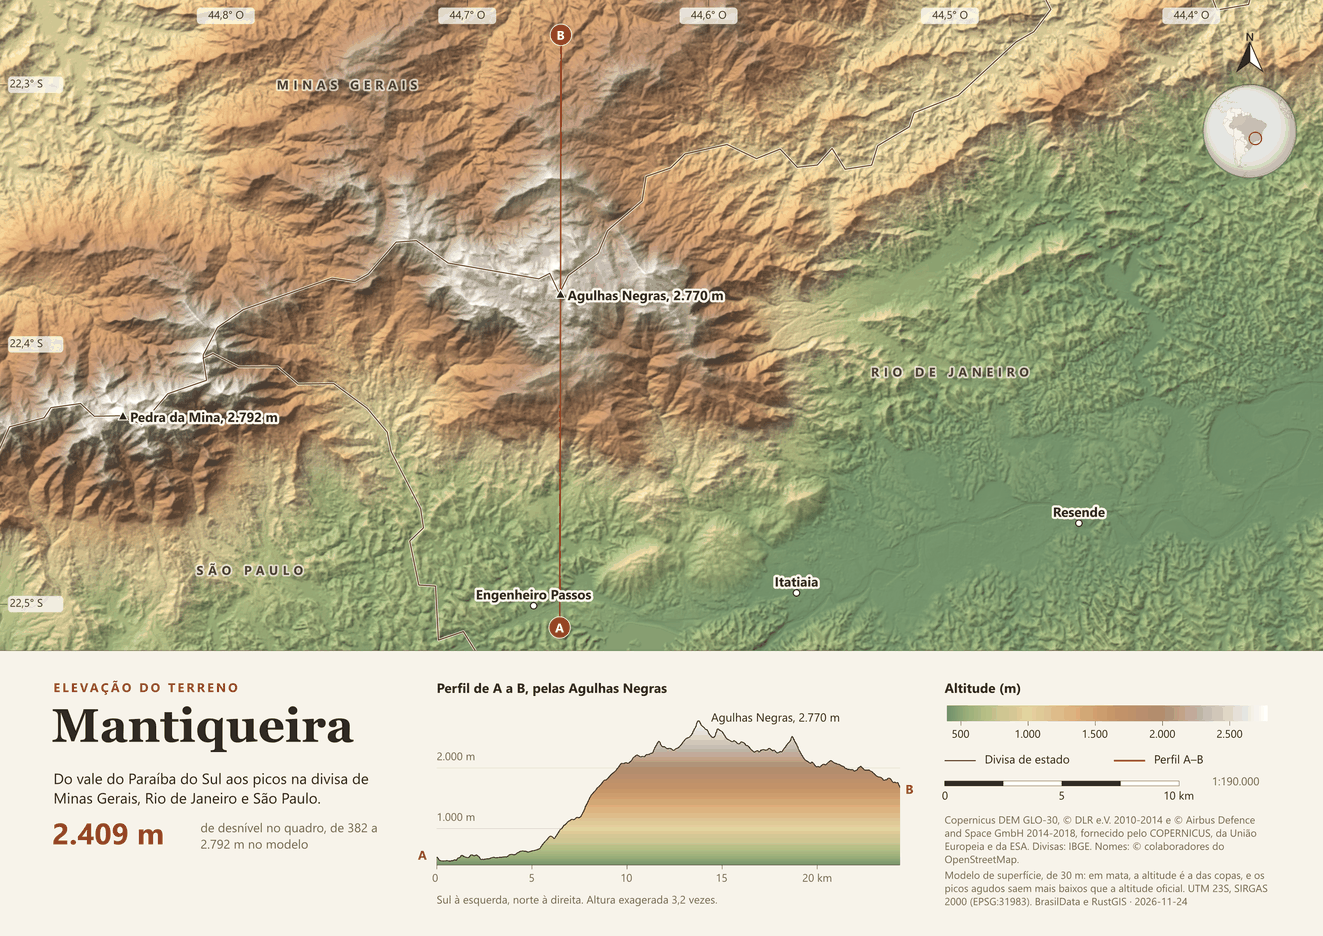 44,8° O
44,7° O
44,6° O
44,5° O
44,4° O
B
N
22,3° S
MINAS GERAIS
Agulhas Negras, 2.770 m
22,4° S
RIO DE JANEIRO
Pedra da Mina, 2.792 m
Resende
SÃO PAULO
Itatiaia
Engenheiro Passos
22,5° S
A
ELEVAÇÃO DO TERRENO
Mantiqueira
Do vale do Paraíba do Sul aos picos na divisa de
Minas Gerais, Rio de Janeiro e São Paulo.
2.409 m
de desnível no quadro, de 382 a
2.792 m no modelo
Perfil de A a B, pelas Agulhas Negras
Agulhas Negras, 2.770 m
2.000 m
1.000 m
A
B
0
5
10
15
20 km
Sul à esquerda, norte à direita. Altura exagerada 3,2 vezes.
Altitude (m)
500
1.000
1.500
2.000
2.500
Divisa de estado
Perfil A–B
0
5
10 km
1:190.000
Copernicus DEM GLO-30, © DLR e.V. 2010-2014 e © Airbus Defence
and Space GmbH 2014-2018, fornecido pelo COPERNICUS, da União
Europeia e da ESA. Divisas: IBGE. Nomes: © colaboradores do
OpenStreetMap.
Modelo de superfície, de 30 m: em mata, a altitude é a das copas, e os
picos agudos saem mais baixos que a altitude oficial. UTM 23S, SIRGAS
2000 (EPSG:31983). BrasilData e RustGIS · 2026-11-24